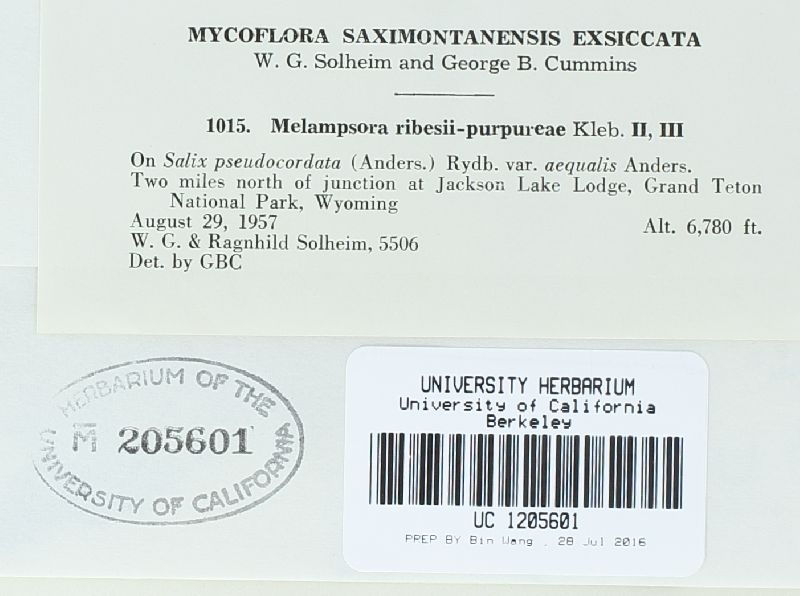 MYCOFLORA SAXIMONTANENSIS EXSICCATA
W. G. Solheim and George B. Cummins
1015. Melampsora ribesii-purpureae Kleb. II, III
On Salix pseudocordata (Anders.) Rydb. var. aequalis Anders.
Two miles north of junction at Jackson Lake Lodge, Grand Teton
National Park, Wyoming
August 29, 1957 Alt. 6,780 ft.
W. G. & Ragnhild Solheim, 5506
Det. by GBC
HERBARIUM OF THE
M 205601
UNIVERSITY OF CALIFORNIA
UNIVERSITY HERBARIUM
University of California
Berkeley
UC 1205601
PREP BY Bin Wang . 28 Jul 2016